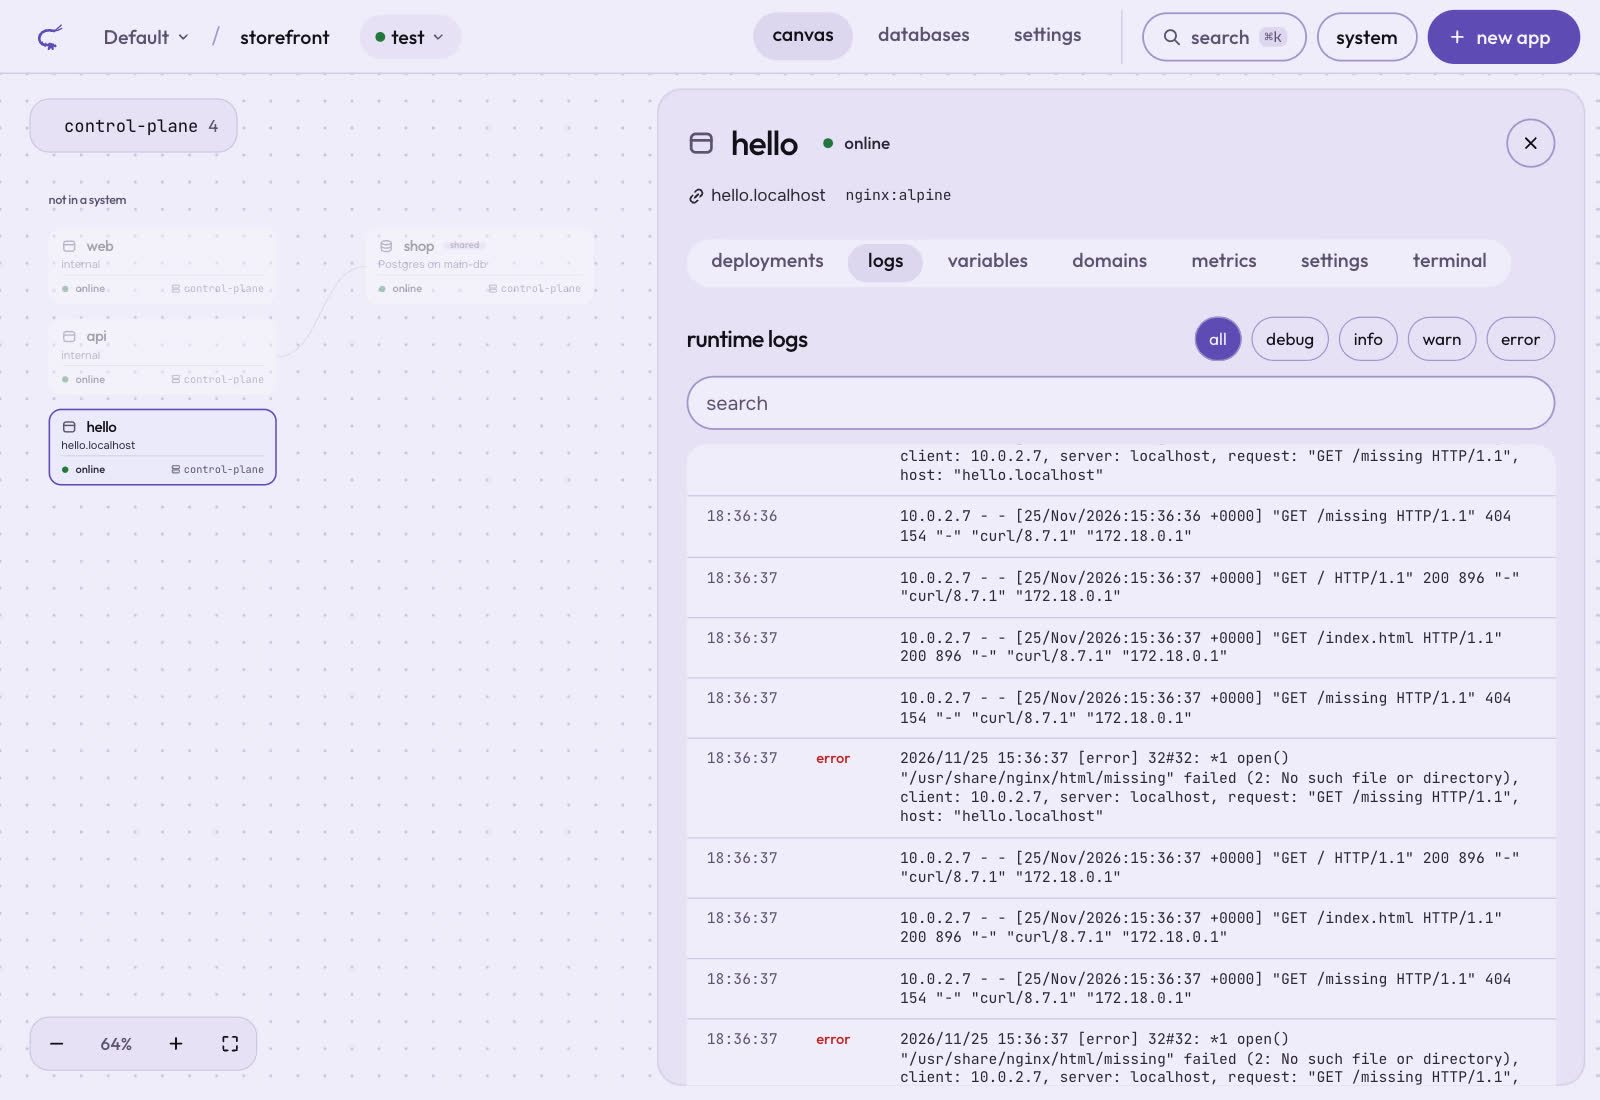 Default / storefront test canvas databases settings search ⌘k system + new app
control-plane 4
not in a system
web
internal
online control-plane
shop shared
Postgres on main-db
online control-plane
api
internal
online control-plane
hello
hello.localhost
online control-plane
64%
hello online
hello.localhost nginx:alpine
deployments logs variables domains metrics settings terminal
runtime logs all debug info warn error
search
client: 10.0.2.7, server: localhost, request: "GET /missing HTTP/1.1",
host: "hello.localhost"
18:36:36 10.0.2.7 - - [25/Nov/2026:15:36:36 +0000] "GET /missing HTTP/1.1" 404
154 "-" "curl/8.7.1" "172.18.0.1"
18:36:37 10.0.2.7 - - [25/Nov/2026:15:36:37 +0000] "GET / HTTP/1.1" 200 896 "-"
"curl/8.7.1" "172.18.0.1"
18:36:37 10.0.2.7 - - [25/Nov/2026:15:36:37 +0000] "GET /index.html HTTP/1.1"
200 896 "-" "curl/8.7.1" "172.18.0.1"
18:36:37 10.0.2.7 - - [25/Nov/2026:15:36:37 +0000] "GET /missing HTTP/1.1" 404
154 "-" "curl/8.7.1" "172.18.0.1"
18:36:37 error 2026/11/25 15:36:37 [error] 32#32: *1 open()
"/usr/share/nginx/html/missing" failed (2: No such file or directory),
client: 10.0.2.7, server: localhost, request: "GET /missing HTTP/1.1",
host: "hello.localhost"
18:36:37 10.0.2.7 - - [25/Nov/2026:15:36:37 +0000] "GET / HTTP/1.1" 200 896 "-"
"curl/8.7.1" "172.18.0.1"
18:36:37 10.0.2.7 - - [25/Nov/2026:15:36:37 +0000] "GET /index.html HTTP/1.1"
200 896 "-" "curl/8.7.1" "172.18.0.1"
18:36:37 10.0.2.7 - - [25/Nov/2026:15:36:37 +0000] "GET /missing HTTP/1.1" 404
154 "-" "curl/8.7.1" "172.18.0.1"
18:36:37 error 2026/11/25 15:36:37 [error] 32#32: *1 open()
"/usr/share/nginx/html/missing" failed (2: No such file or directory),
client: 10.0.2.7, server: localhost, request: "GET /missing HTTP/1.1",